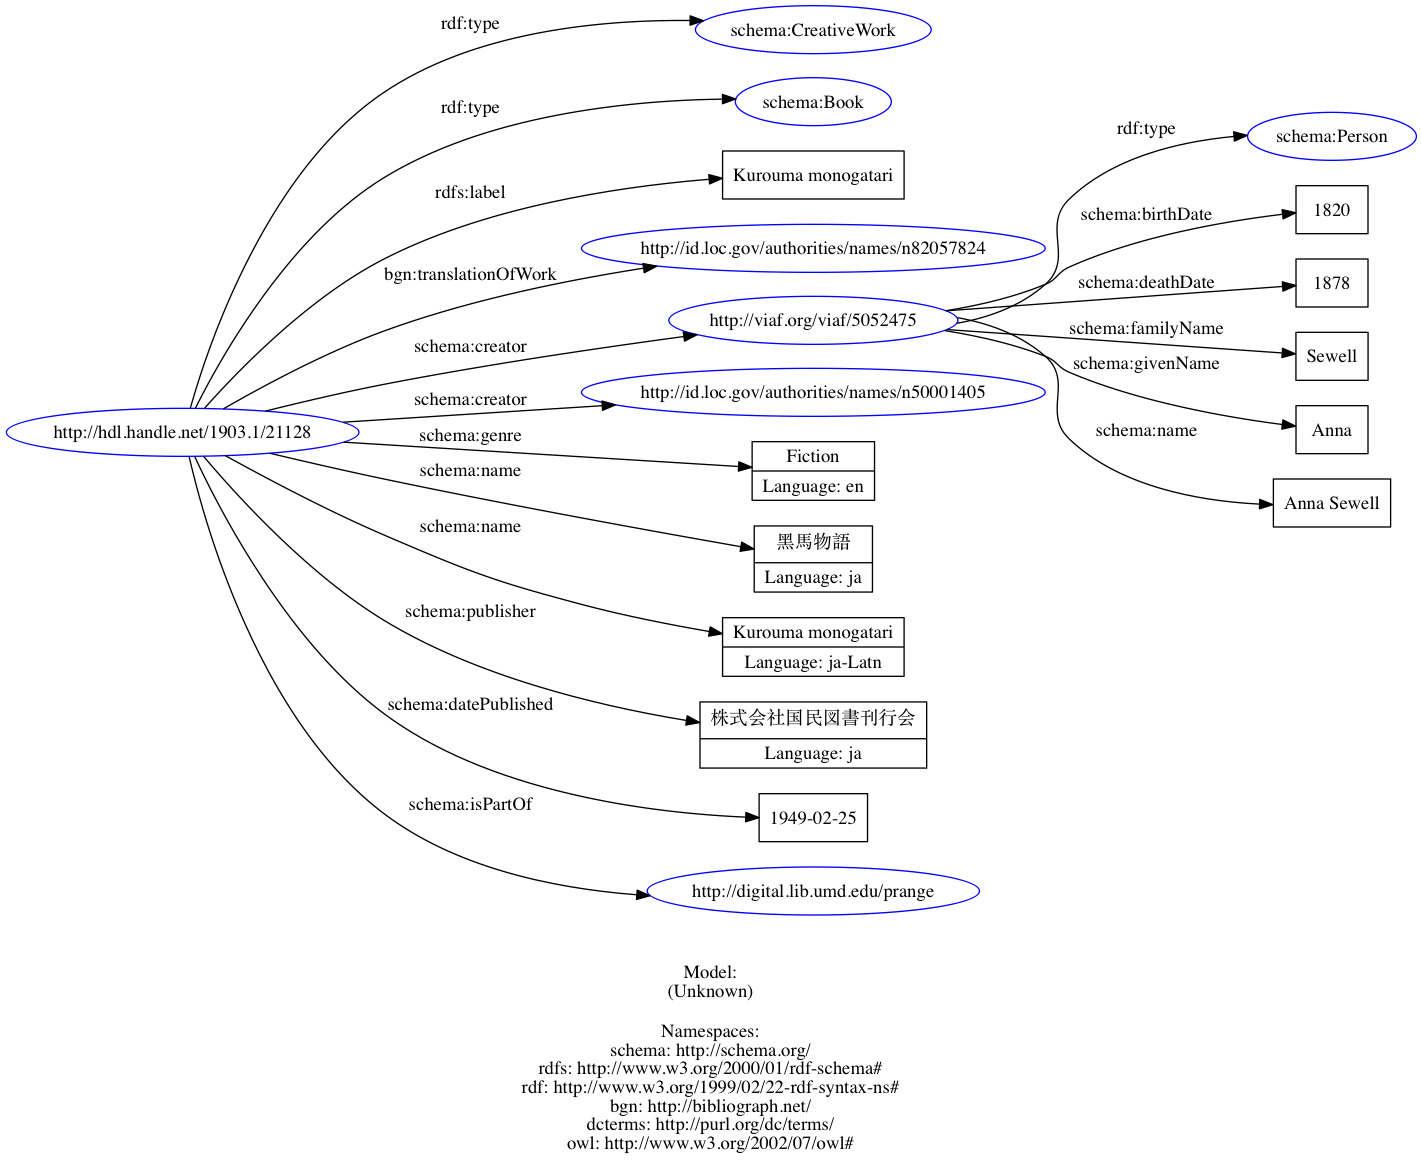 rdf:type
schema:CreativeWork
rdf:type
schema:Book
rdfs:label
Kurouma monogatari
bgn:translationOfWork
http://id.loc.gov/authorities/names/n82057824
schema:creator
http://viaf.org/viaf/5052475
schema:creator
http://id.loc.gov/authorities/names/n50001405
http://hdl.handle.net/1903.1/21128
schema:genre
Fiction
Language: en
schema:name
黑馬物語
Language: ja
schema:name
Kurouma monogatari
Language: ja-Latn
schema:publisher
株式会社国民図書刊行会
Language: ja
schema:datePublished
1949-02-25
schema:isPartOf
http://digital.lib.umd.edu/prange
rdf:type
schema:Person
schema:birthDate
1820
schema:deathDate
1878
schema:familyName
Sewell
schema:givenName
Anna
schema:name
Anna Sewell
Model:
(Unknown)
Namespaces:
schema: http://schema.org/
rdfs: http://www.w3.org/2000/01/rdf-schema#
rdf: http://www.w3.org/1999/02/22-rdf-syntax-ns#
bgn: http://bibliograph.net/
dcterms: http://purl.org/dc/terms/
owl: http://www.w3.org/2002/07/owl#